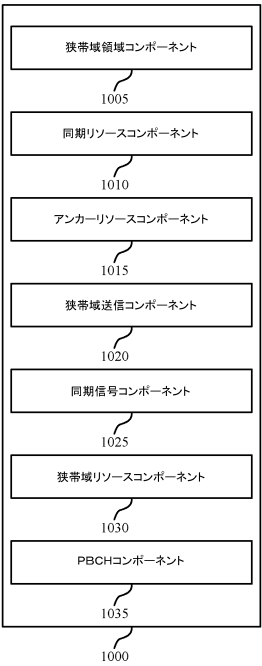 狭帯域領域コンポーネント
1005
同期リソースコンポーネント
1010
アンカーリソースコンポーネント
1015
狭帯域送信コンポーネント
1020
同期信号コンポーネント
1025
狭帯域リソースコンポーネント
1030
PBCHコンポーネント
1035
1000